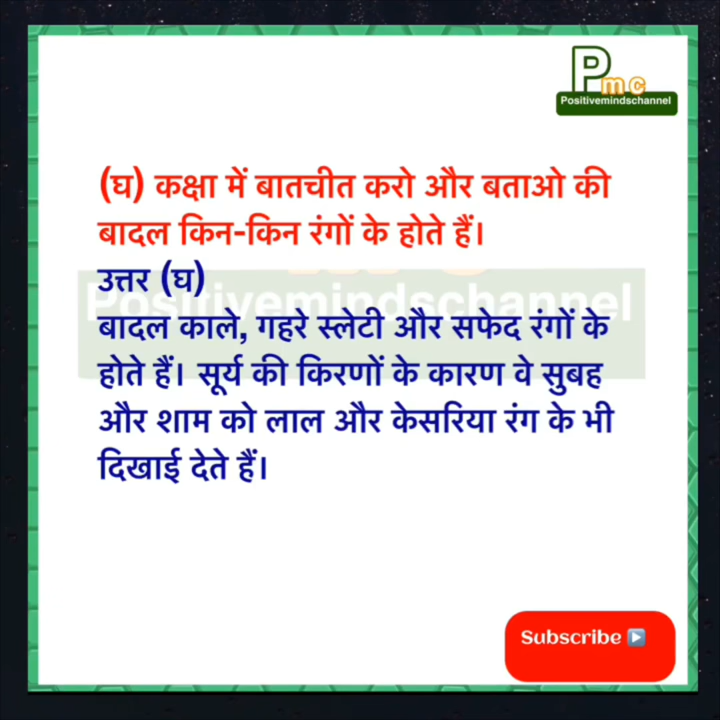 Pmc
Positivemindschannel
(घ) कक्षा में बातचीत करो और बताओ की
बादल किन-किन रंगों के होते हैं।
उत्तर (घ)
Positivemindschannel
बादल काले, गहरे स्लेटी और सफेद रंगों के
होते हैं। सूर्य की किरणों के कारण वे सुबह
और शाम को लाल और केसरिया रंग के भी
दिखाई देते हैं।
Subscribe